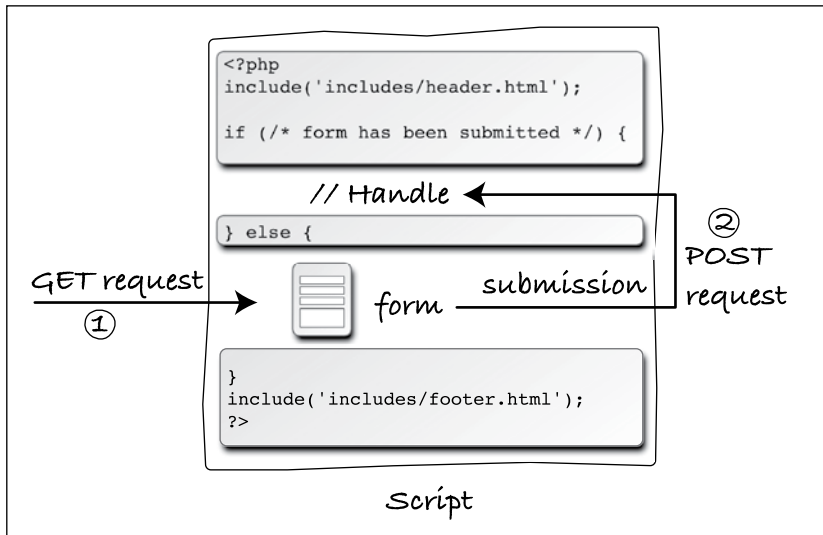 <?php
include('includes/header.html');
if (/* form has been submitted */) {
// Handle
} else {
GET request
①
form
submission
②
POST
request
}
include('includes/footer.html');
?>
Script